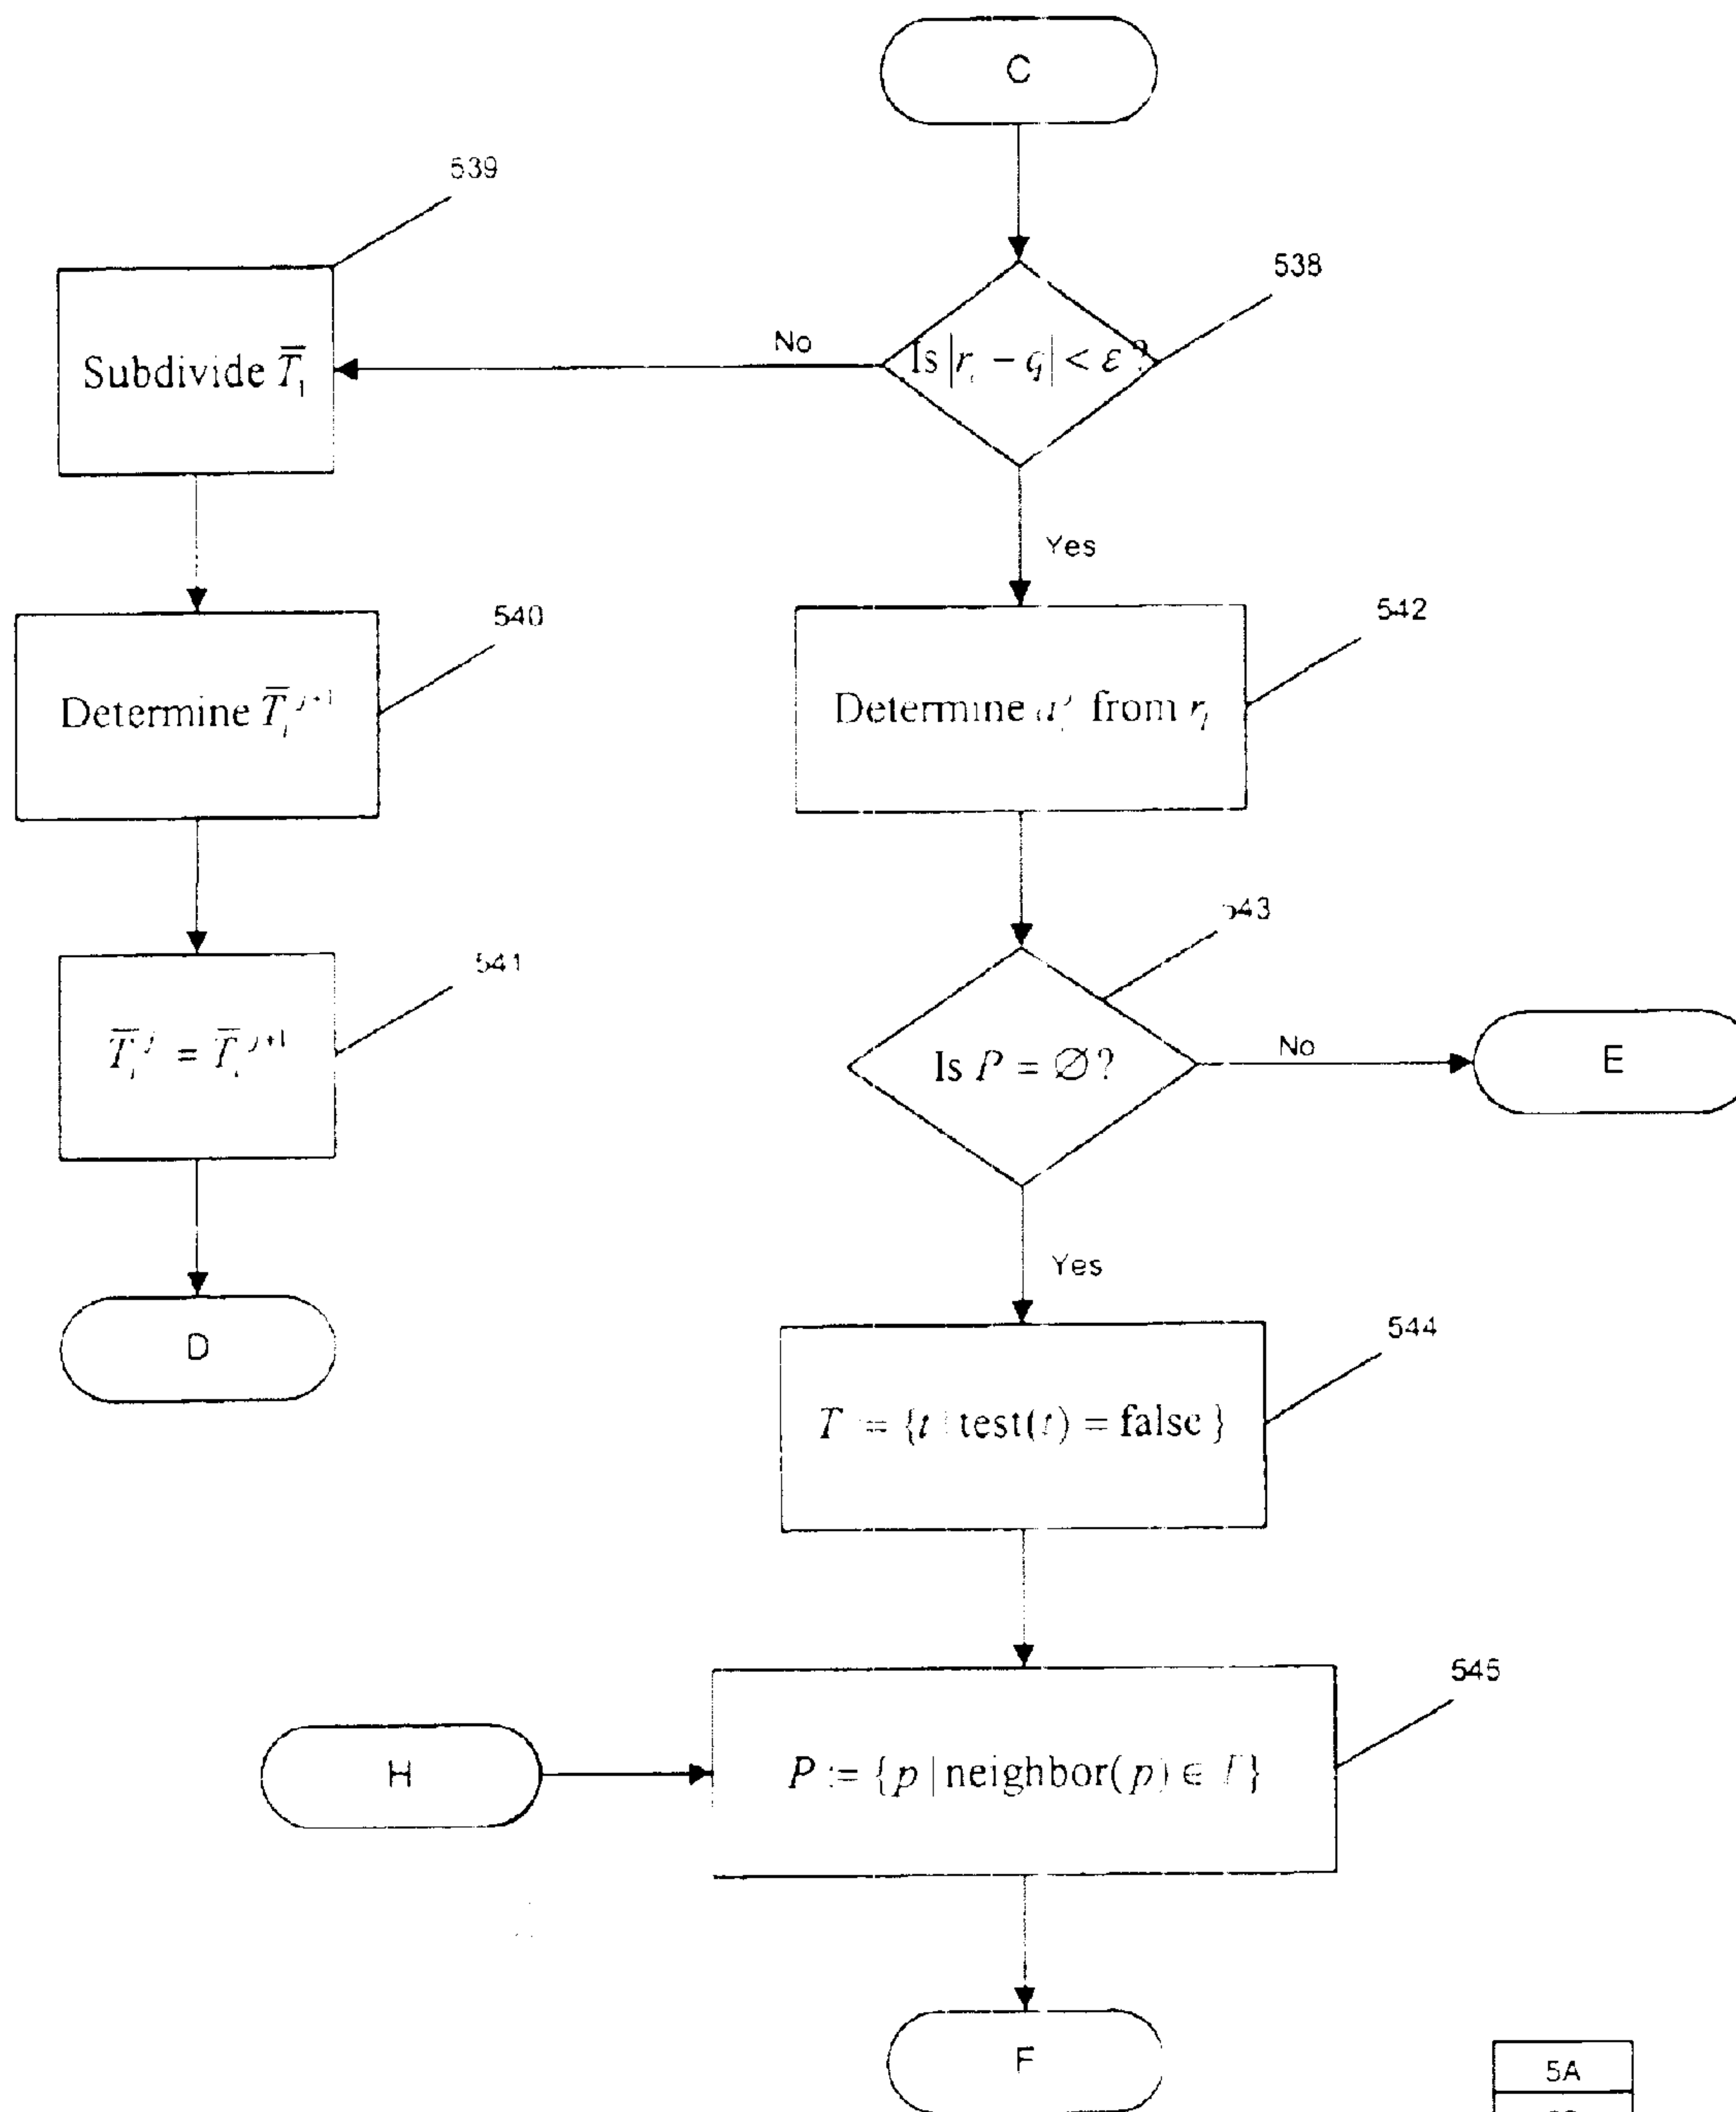 C
539
538
Subdivide T̅₁
No
Is |r_i − q| < ε ?
Yes
540
542
Determine T̅_i^{j+1}
Determine a_i^j from r_i
543
541
T̅_i^j = T̅_i^{j+1}
Is P = ∅?
No
E
Yes
D
544
T := {t | test(t) = false }
545
H
P := {p | neighbor(p) ∈ T}
F
5A